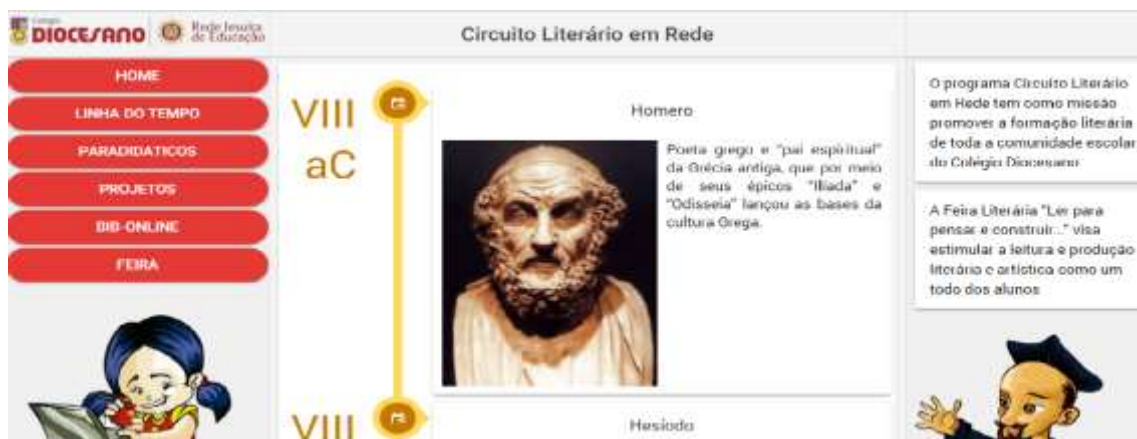 Colégio
DIOCESANO
Rede Jesuíta
de Educação
Circuito Literário em Rede
HOME
LINHA DO TEMPO
PARADIDATICOS
PROJETOS
BIB-ONLINE
FEIRA
VIII
aC
Homero
Poeta grego e "pai espiritual"
da Grécia antiga, que por meio
de seus épicos "Ilíada" e
"Odisseia" lançou as bases da
cultura Grega.
VIII
Hesíodo
O programa Circuito Literário
em Rede tem como missão
promover a formação literária
de toda a comunidade escolar
do Colégio Diocesano
A Feira Literária "Ler para
pensar e construir..." visa
estimular a leitura e produção
literária e artística como um
todo dos alunos